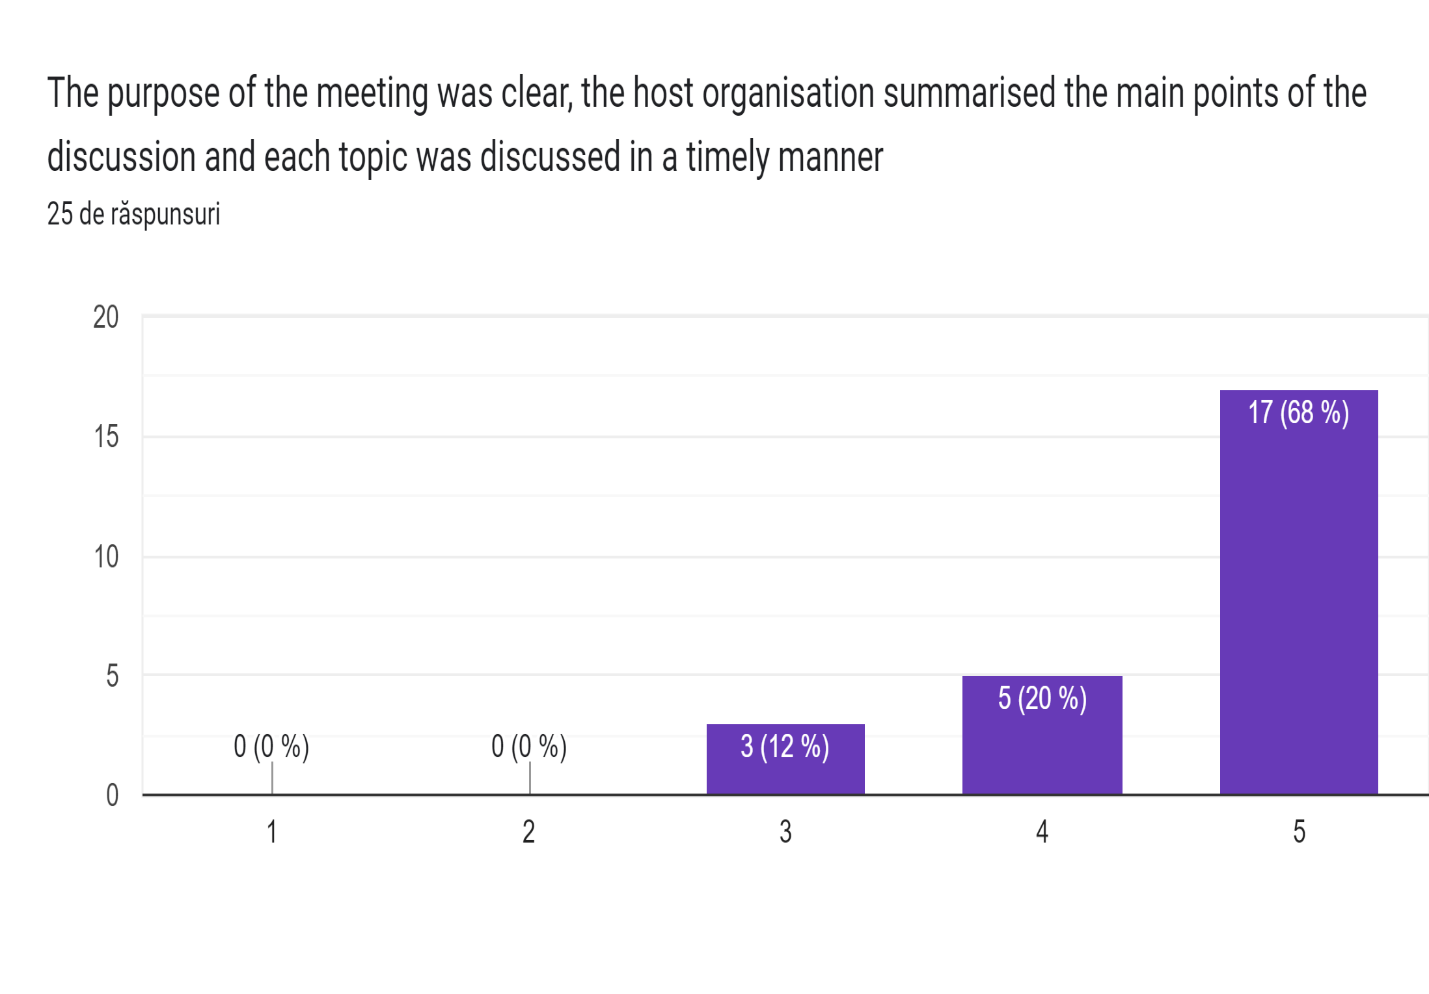 The purpose of the meeting was clear, the host organisation summarised the main points of the
discussion and each topic was discussed in a timely manner
25 de răspunsuri
20
15
10
5
0
0 (0 %)
0 (0 %)
3 (12 %)
5 (20 %)
17 (68 %)
1
2
3
4
5